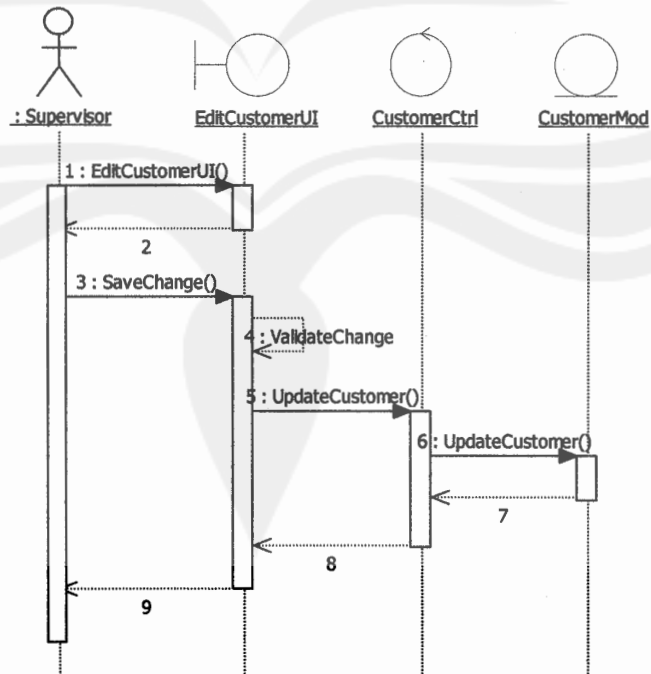 : Supervisor
EditCustomerUI
CustomerCtrl
CustomerMod
1 : EditCustomerUI()
2
3 : SaveChange()
4 : ValidateChange
5 : UpdateCustomer()
6 : UpdateCustomer()
7
8
9